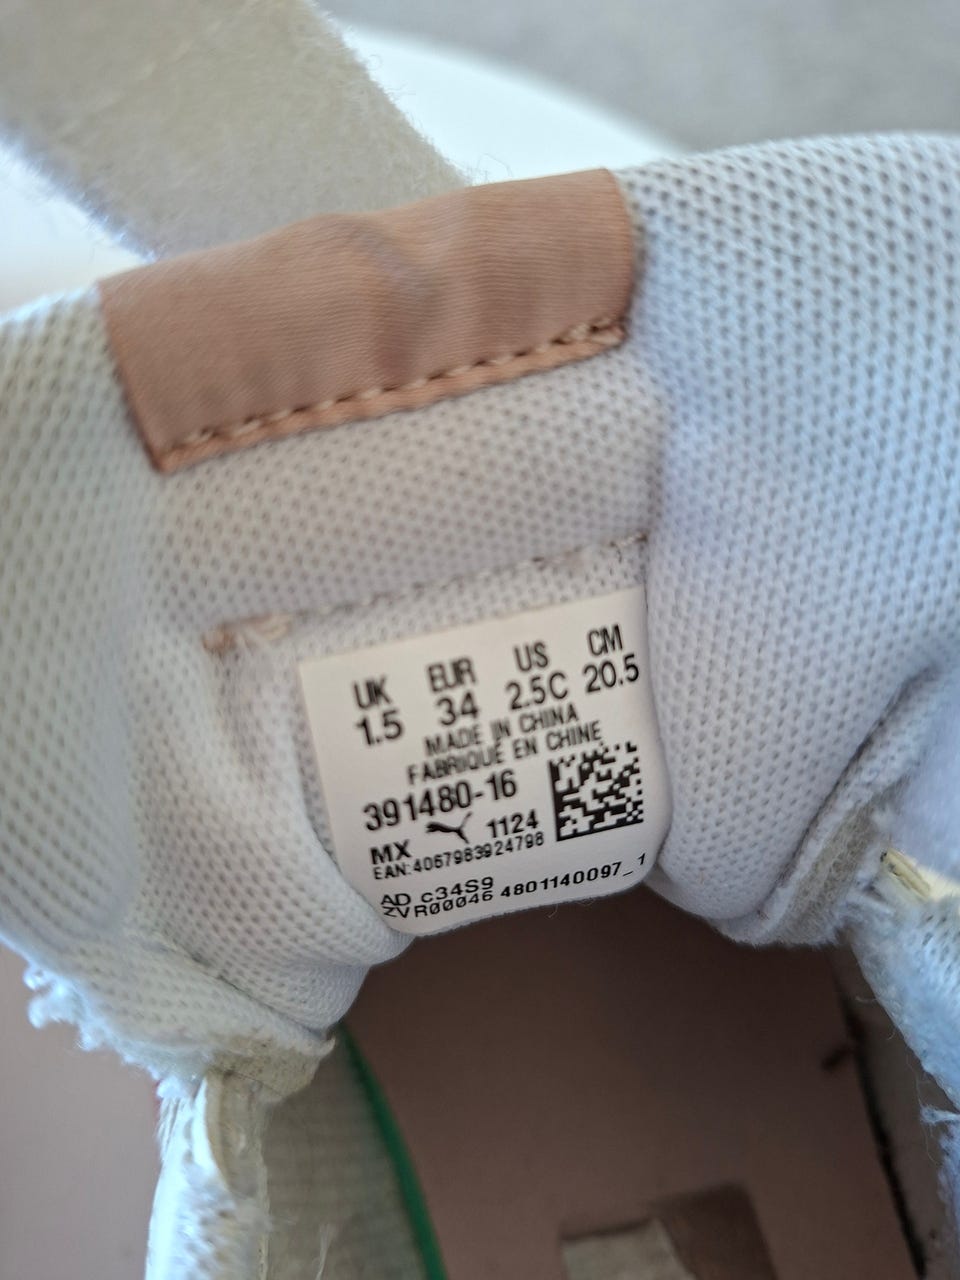 UK EUR US CM
1.5 34 2.5C 20.5
MADE IN CHINA
FABRIQUÉ EN CHINE
391480-16
MX 1124
EAN:4067983924798
AD c34S9
ZVR00046 4801140097_1